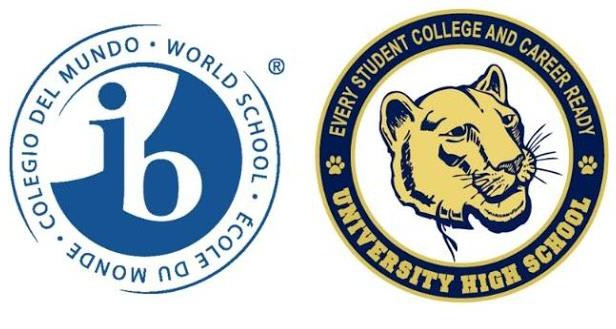 COLEGIO DEL MUNDO · WORLD SCHOOL · ÉCOLE DU MONDE ·
ib
®
EVERY STUDENT COLLEGE AND CAREER READY
UNIVERSITY HIGH SCHOOL